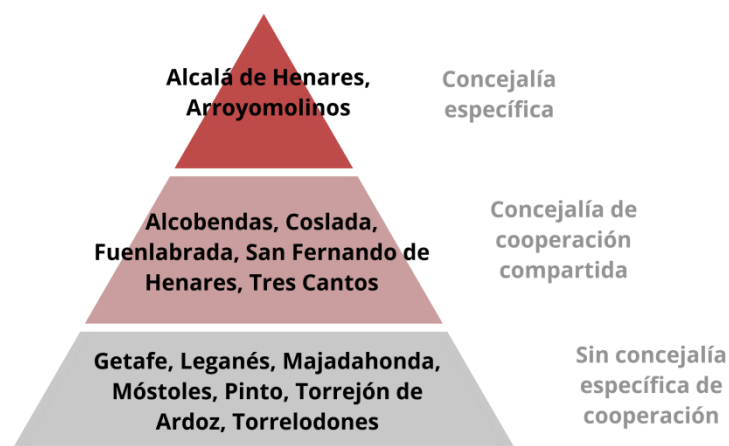 Alcalá de Henares,
Arroyomolinos
Concejalía
específica
Alcobendas, Coslada,
Fuenlabrada, San Fernando de
Henares, Tres Cantos
Concejalía de
cooperación
compartida
Getafe, Leganés, Majadahonda,
Móstoles, Pinto, Torrejón de
Ardoz, Torrelodones
Sin concejalía
específica de
cooperación